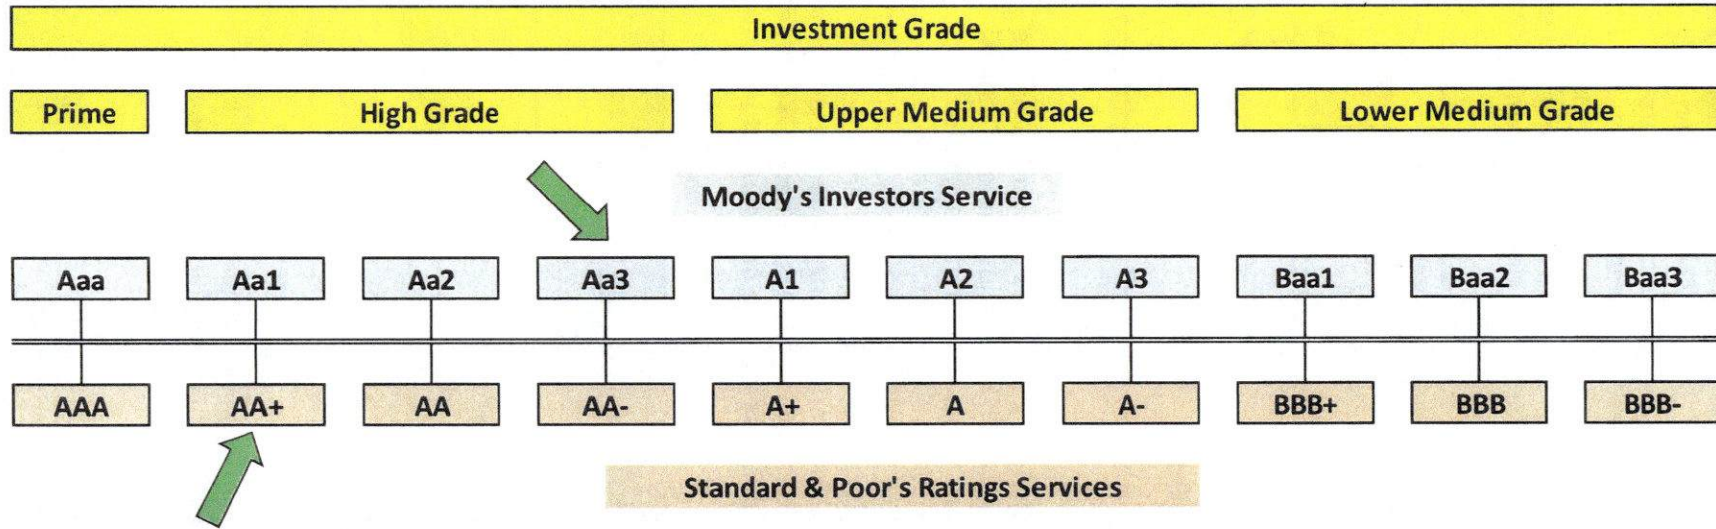 Investment Grade
Prime High Grade Upper Medium Grade Lower Medium Grade
Moody's Investors Service
Aaa Aa1 Aa2 Aa3 A1 A2 A3 Baa1 Baa2 Baa3
AAA AA+ AA AA- A+ A A- BBB+ BBB BBB-
Standard & Poor's Ratings Services